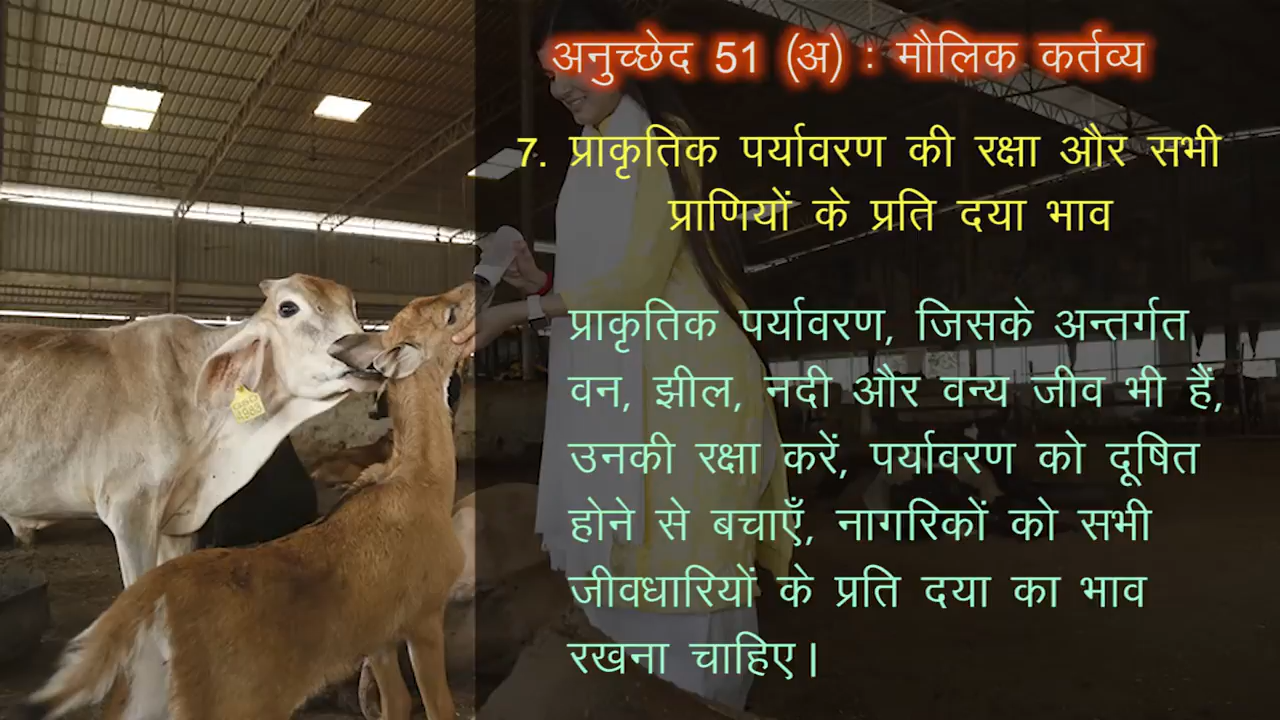 अनुच्छेद 51 (अ) : मौलिक कर्तव्य
7. प्राकृतिक पर्यावरण की रक्षा और सभी
प्राणियों के प्रति दया भाव
प्राकृतिक पर्यावरण, जिसके अन्तर्गत
वन, झील, नदी और वन्य जीव भी हैं,
उनकी रक्षा करें, पर्यावरण को दूषित
होने से बचाएँ, नागरिकों को सभी
जीवधारियों के प्रति दया का भाव
रखना चाहिए।